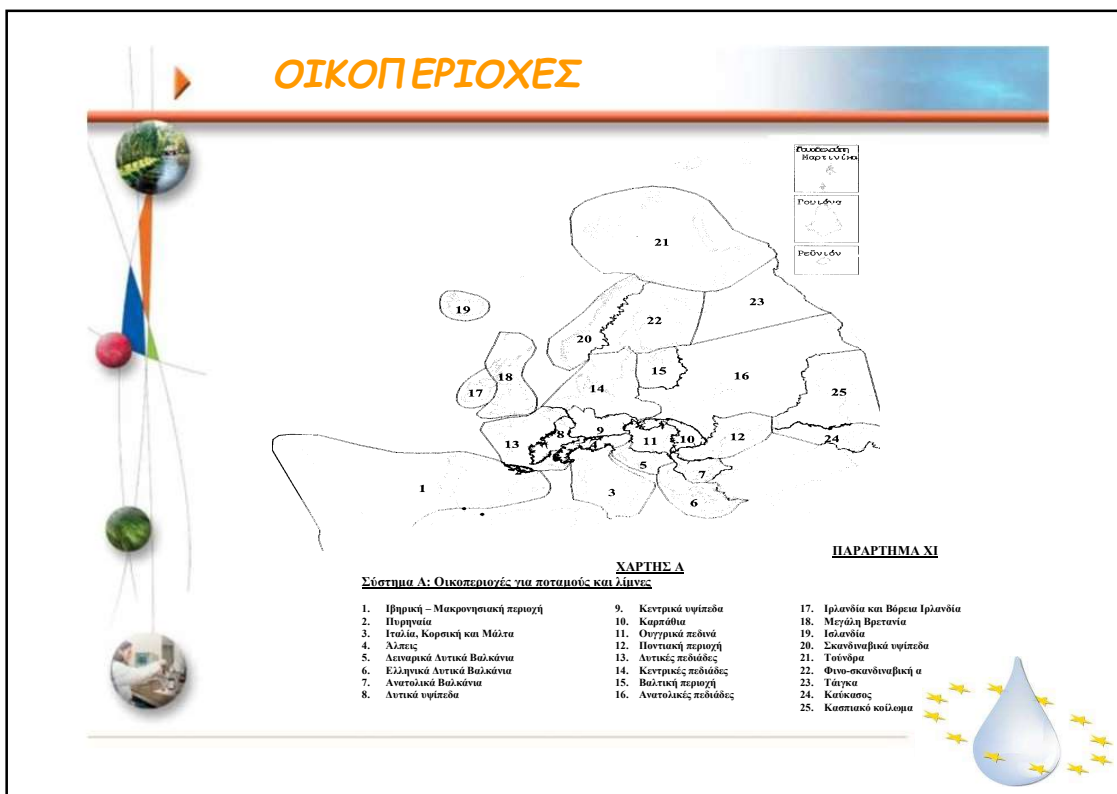 ΟΙΚΟΠΕΡΙΟΧΕΣ
Γουαδελούπη
Μαρτινίκα
Γουιάνα
Ρεϋνιόν
21
19
23
22
20
18
17
15
16
14
25
13
8
9
4
11
10
12
24
5
7
1
3
6
ΠΑΡΑΡΤΗΜΑ XI
ΧΑΡΤΗΣ Α
Σύστημα Α: Οικοπεριοχές για ποταμούς και λίμνες
1. Ιβηρική – Μακρονησιακή περιοχή
2. Πυρηναία
3. Ιταλία, Κορσική και Μάλτα
4. Άλπεις
5. Δειναρικά Δυτικά Βαλκάνια
6. Ελληνικά Δυτικά Βαλκάνια
7. Ανατολικά Βαλκάνια
8. Δυτικά υψίπεδα
9. Κεντρικά υψίπεδα
10. Καρπάθια
11. Ουγγρικά πεδινά
12. Ποντιακή περιοχή
13. Δυτικές πεδιάδες
14. Κεντρικές πεδιάδες
15. Βαλτική περιοχή
16. Ανατολικές πεδιάδες
17. Ιρλανδία και Βόρεια Ιρλανδία
18. Μεγάλη Βρετανία
19. Ισλανδία
20. Σκανδιναβικά υψίπεδα
21. Τούνδρα
22. Φινο-σκανδιναβική α
23. Τάιγκα
24. Καύκασος
25. Κασπιακό κοίλωμα